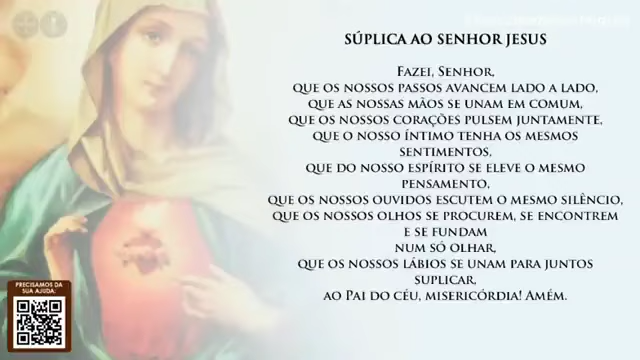 SÚPLICA AO SENHOR JESUS
FAZEI, SENHOR,
QUE OS NOSSOS PASSOS AVANCEM LADO A LADO,
QUE AS NOSSAS MÃOS SE UNAM EM COMUM,
QUE OS NOSSOS CORAÇÕES PULSEM JUNTAMENTE,
QUE O NOSSO ÍNTIMO TENHA OS MESMOS
SENTIMENTOS,
QUE DO NOSSO ESPÍRITO SE ELEVE O MESMO
PENSAMENTO,
QUE OS NOSSOS OUVIDOS ESCUTEM O MESMO SILÊNCIO,
QUE OS NOSSOS OLHOS SE PROCUREM, SE ENCONTREM
E SE FUNDAM
NUM SÓ OLHAR,
QUE OS NOSSOS LÁBIOS SE UNAM PARA JUNTOS
SUPLICAR,
AO PAI DO CÉU, MISERICÓRDIA! AMÉM.
PRECISAMOS DA
SUA AJUDA: